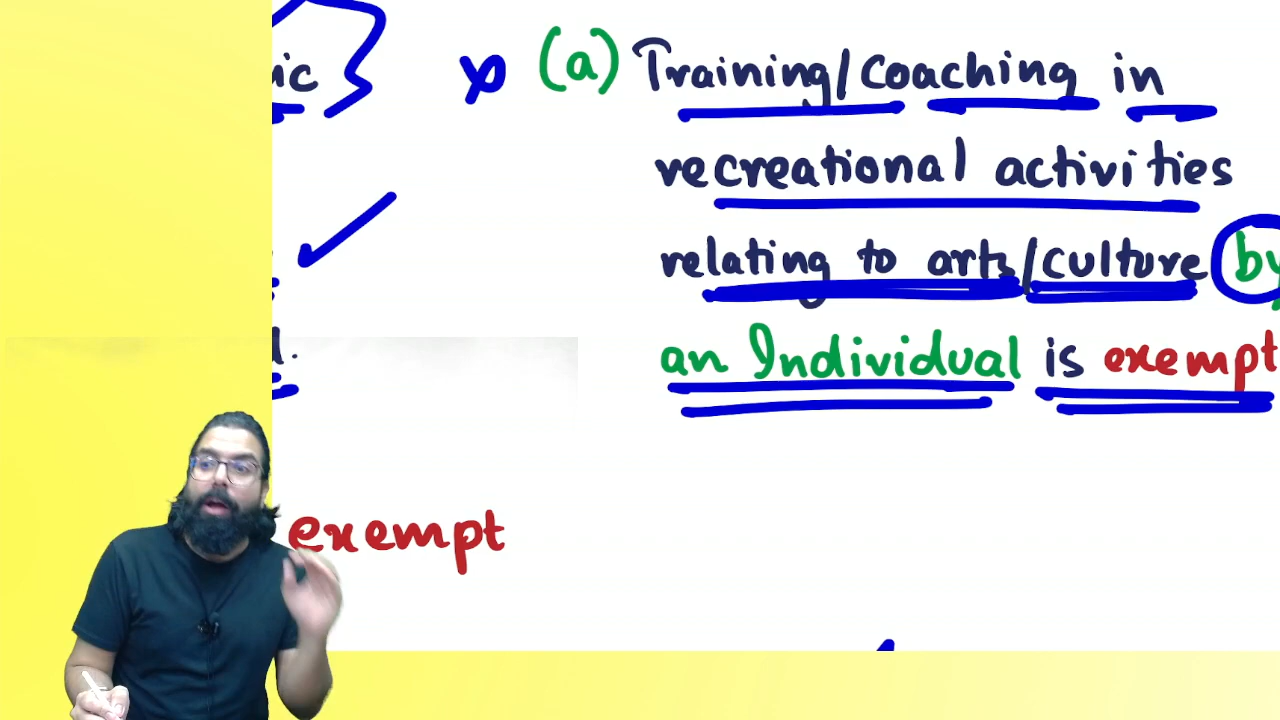 (a) Training/coaching in
recreational activities
relating to arts/culture by
an Individual is exempt
exempt